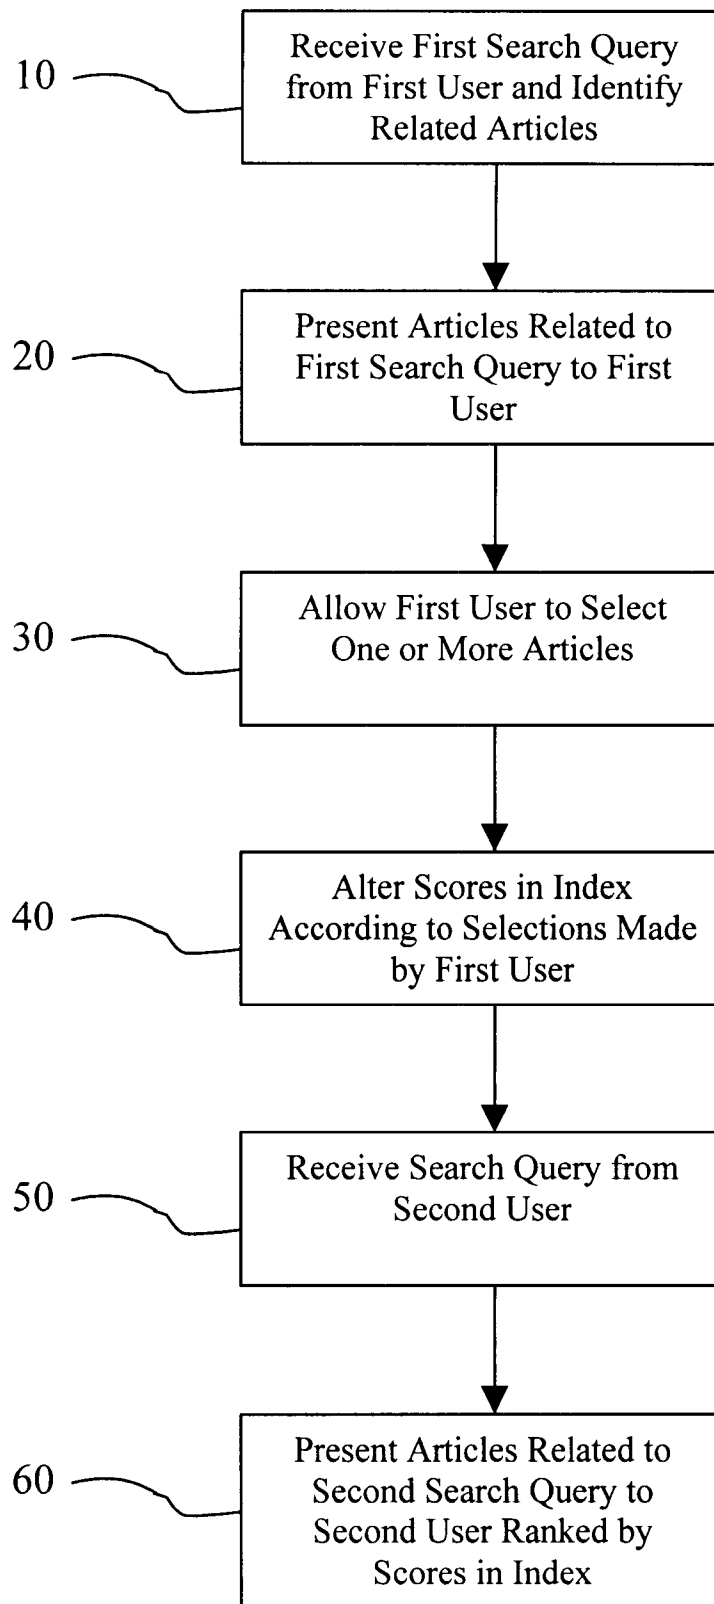 10
Receive First Search Query
from First User and Identify
Related Articles
20
Present Articles Related to
First Search Query to First
User
30
Allow First User to Select
One or More Articles
40
Alter Scores in Index
According to Selections Made
by First User
50
Receive Search Query from
Second User
60
Present Articles Related to
Second Search Query to
Second User Ranked by
Scores in Index